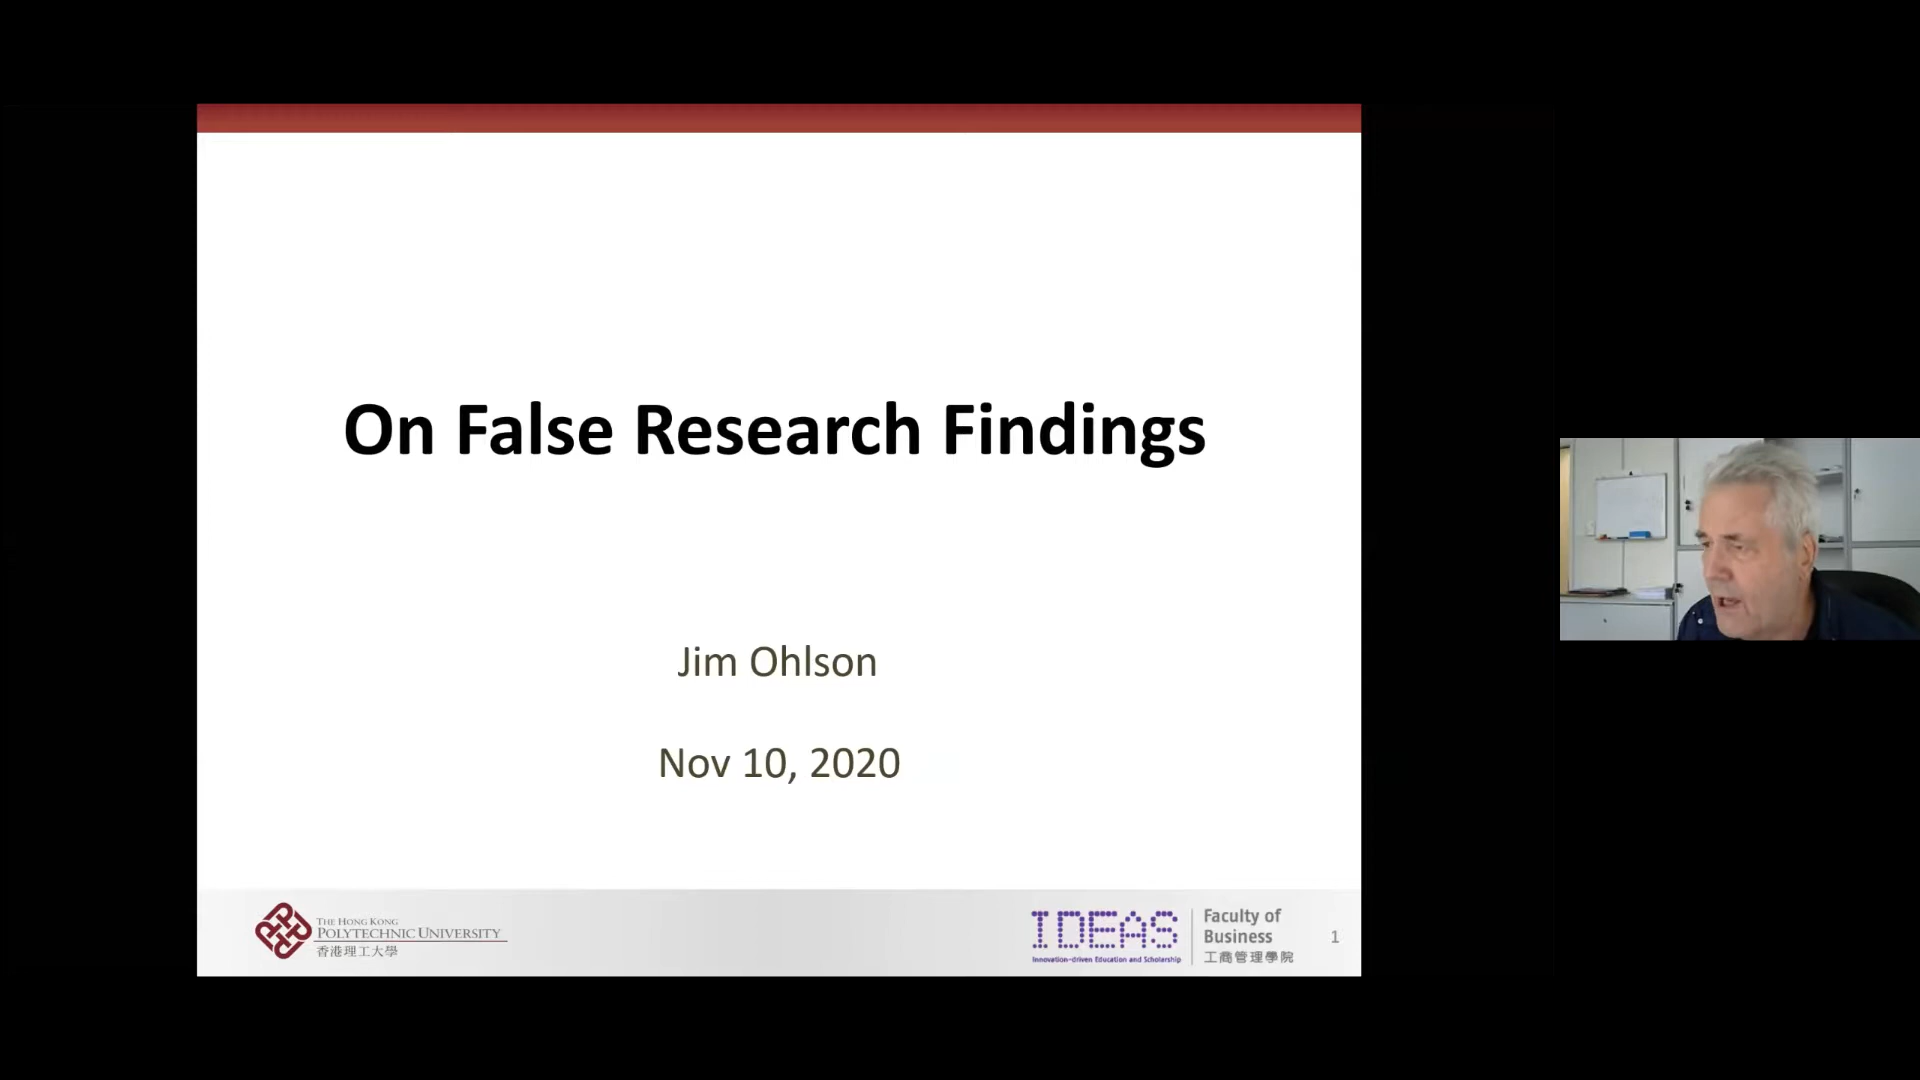 On False Research Findings
Jim Ohlson
Nov 10, 2020
THE HONG KONG
POLYTECHNIC UNIVERSITY
香港理工大學
IDEAS
Innovation-driven Education and Scholarship
Faculty of
Business
工商管理學院
1